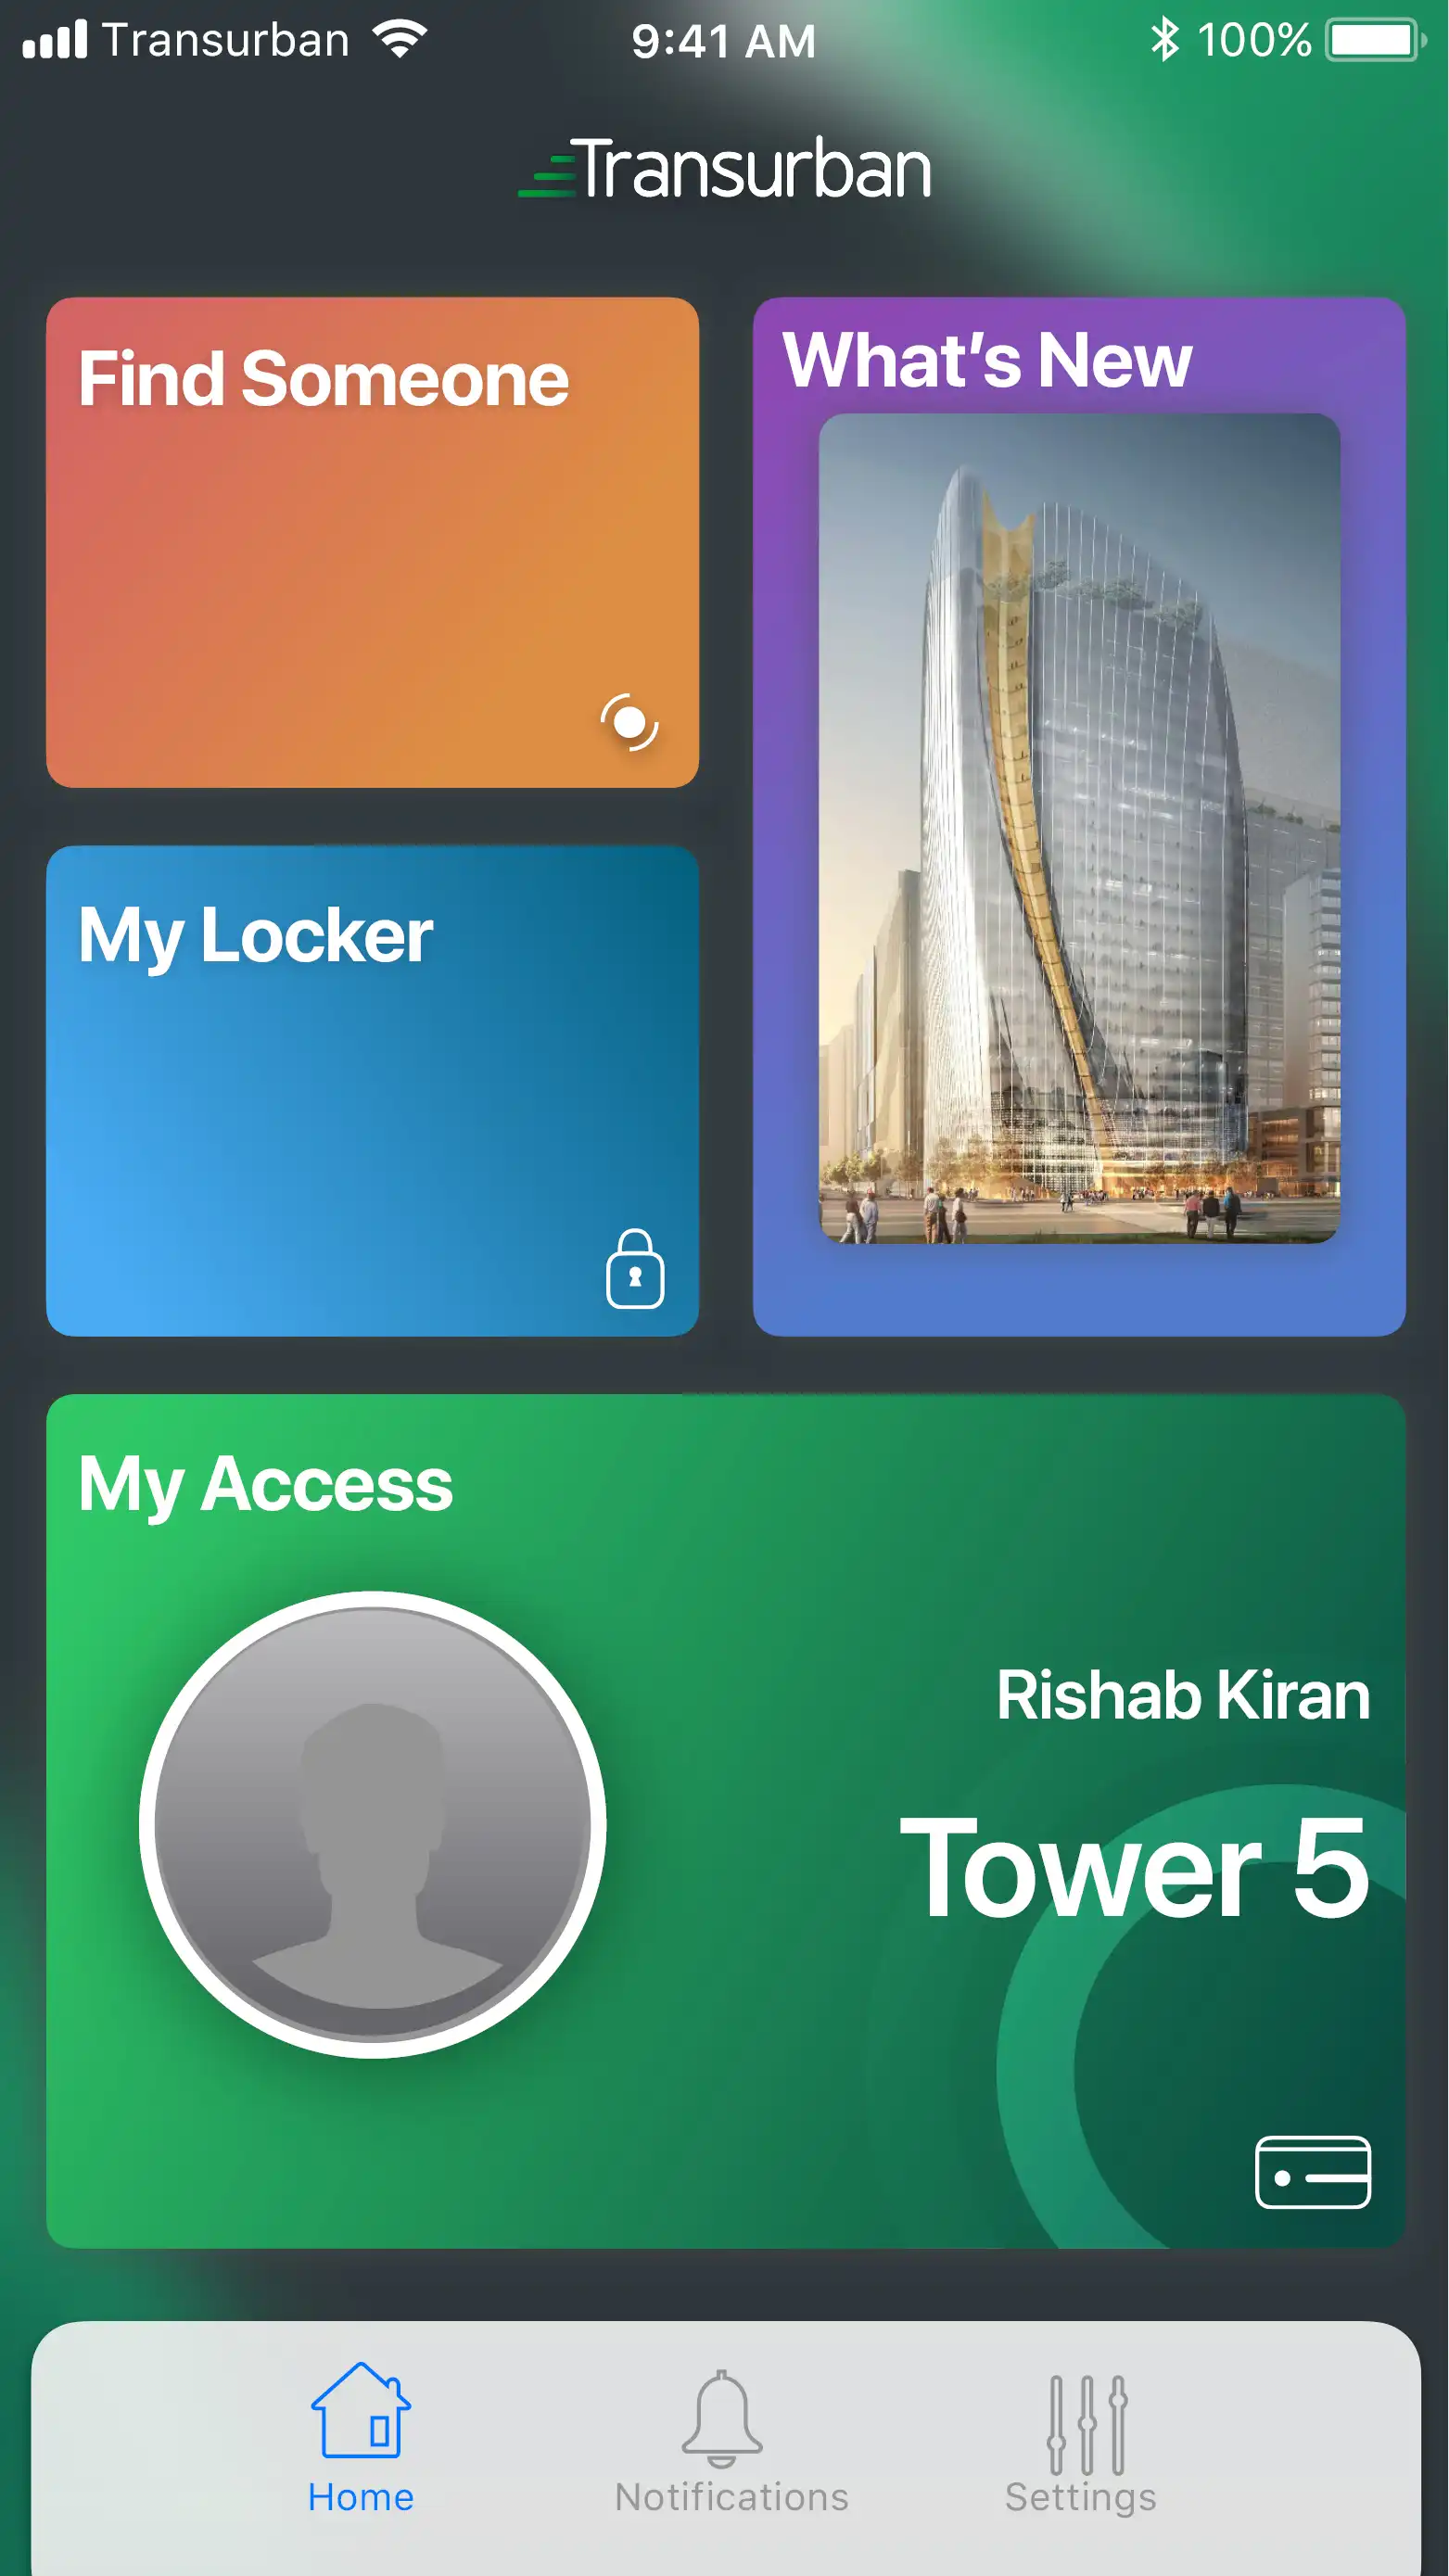 Transurban
9:41 AM
100%
Transurban
Find Someone
What's New
My Locker
My Access
Rishab Kiran
Tower 5
Home
Notifications
Settings